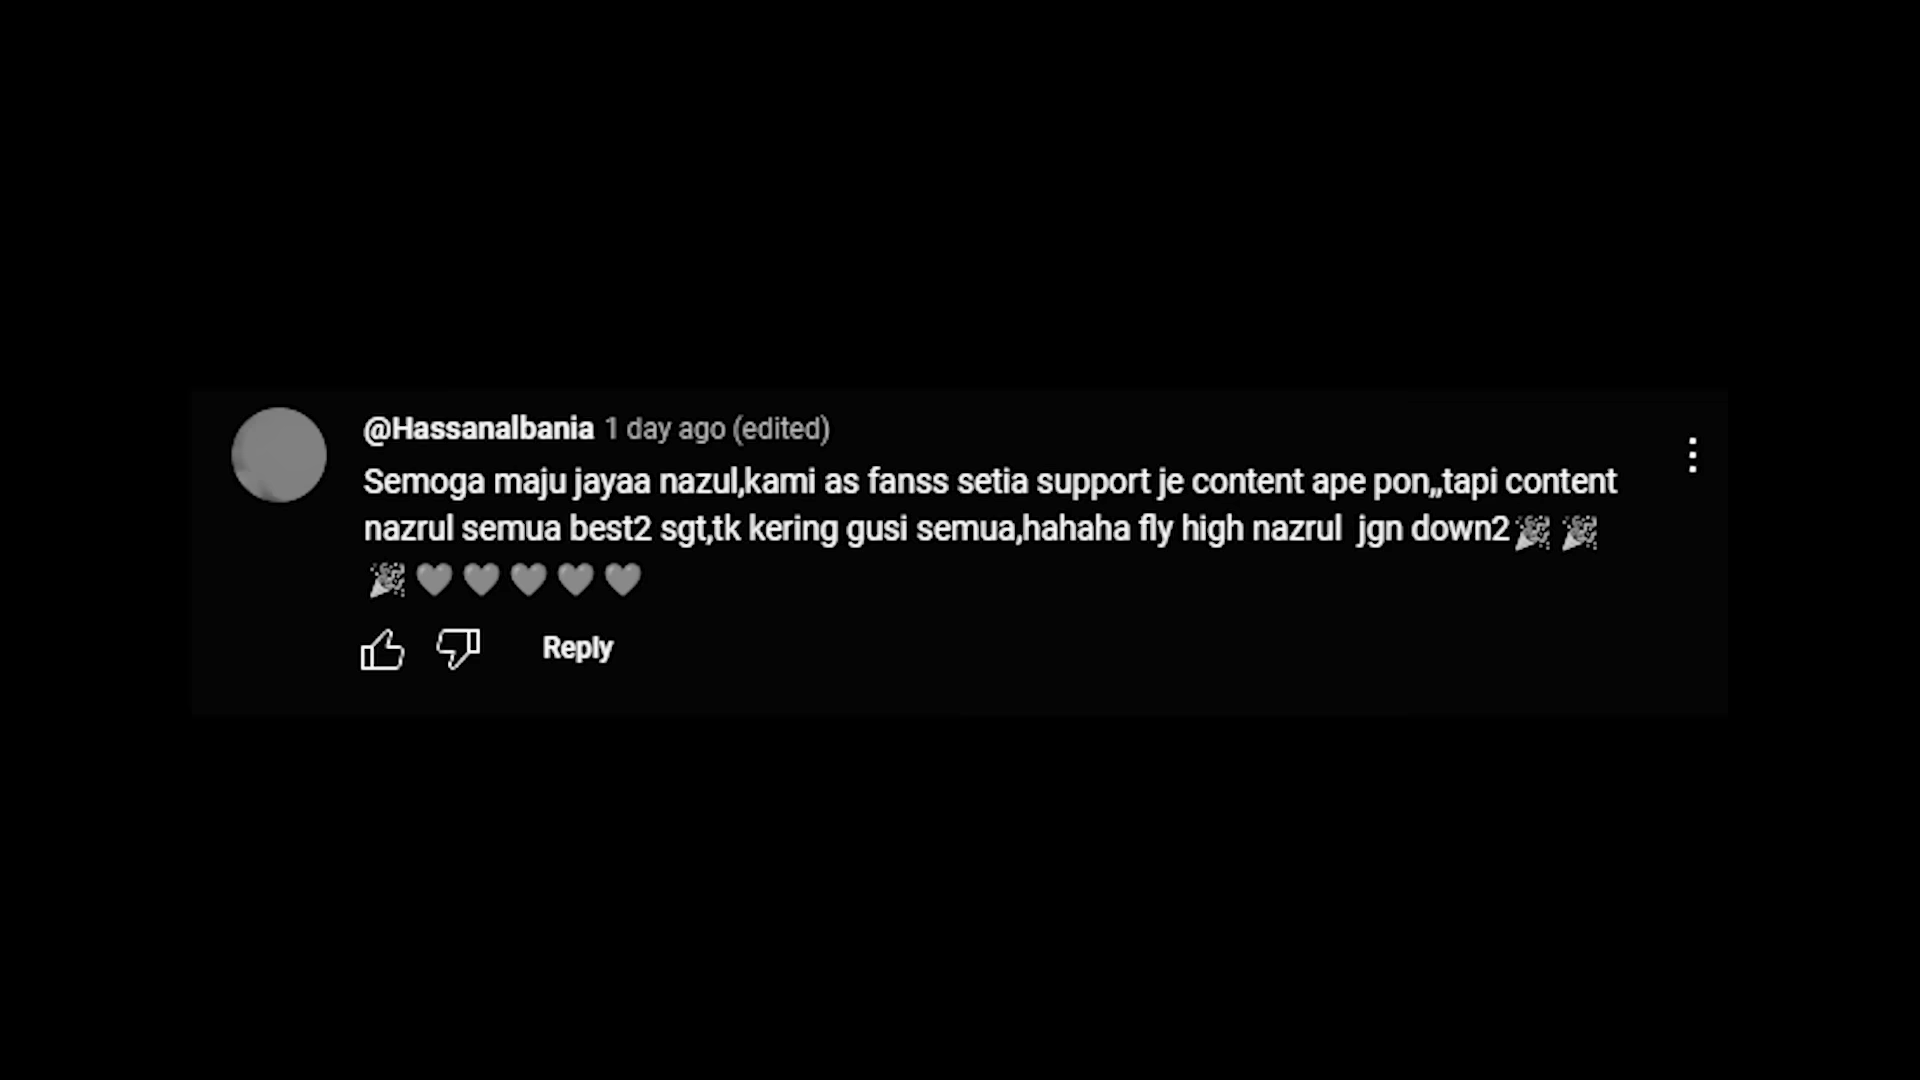 @Hassanalbania 1 day ago (edited)
Semoga maju jayaa nazul,kami as fanss setia support je content ape pon,,tapi content
nazrul semua best2 sgt,tk kering gusi semua,hahaha fly high nazrul  jgn down2🎉 🎉
🎉 🩶 🩶 🩶 🩶 🩶
Reply